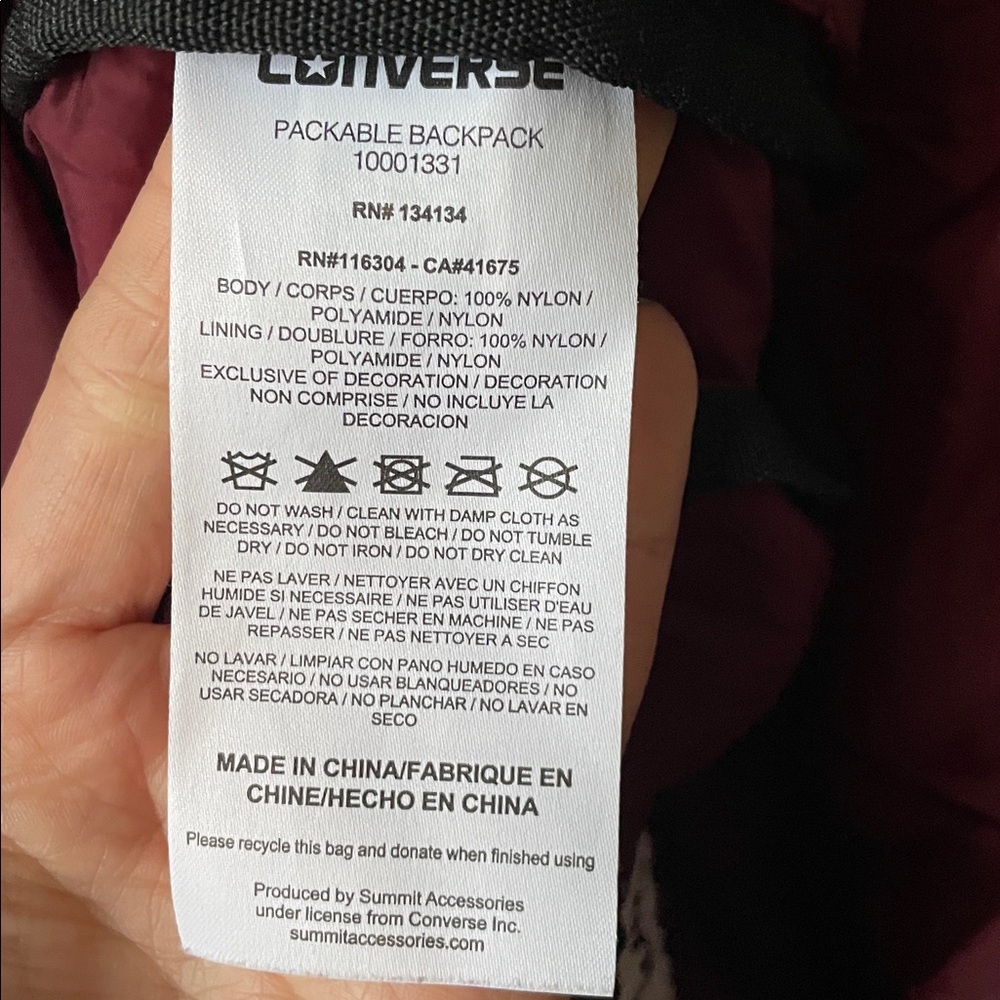 CONVERSE
PACKABLE BACKPACK
10001331
RN# 134134
RN#116304 - CA#41675
BODY / CORPS / CUERPO: 100% NYLON /
POLYAMIDE / NYLON
LINING / DOUBLURE / FORRO: 100% NYLON /
POLYAMIDE / NYLON
EXCLUSIVE OF DECORATION / DECORATION
NON COMPRISE / NO INCLUYE LA
DECORACION
DO NOT WASH / CLEAN WITH DAMP CLOTH AS
NECESSARY / DO NOT BLEACH / DO NOT TUMBLE
DRY / DO NOT IRON / DO NOT DRY CLEAN
NE PAS LAVER / NETTOYER AVEC UN CHIFFON
HUMIDE SI NECESSAIRE / NE PAS UTILISER D'EAU
DE JAVEL / NE PAS SECHER EN MACHINE / NE PAS
REPASSER / NE PAS NETTOYER A SEC
NO LAVAR / LIMPIAR CON PANO HUMEDO EN CASO
NECESARIO / NO USAR BLANQUEADORES / NO
USAR SECADORA / NO PLANCHAR / NO LAVAR EN
SECO
MADE IN CHINA/FABRIQUE EN
CHINE/HECHO EN CHINA
Please recycle this bag and donate when finished using
Produced by Summit Accessories
under license from Converse Inc.
summitaccessories.com